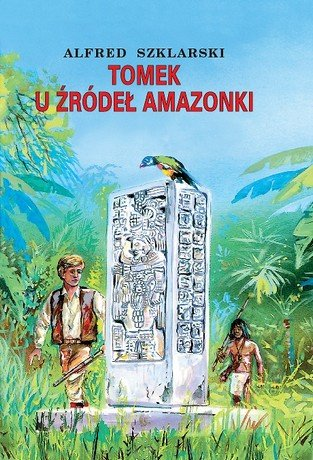 ALFRED SZKLARSKI
TOMEK
U ŹRÓDEŁ AMAZONKI